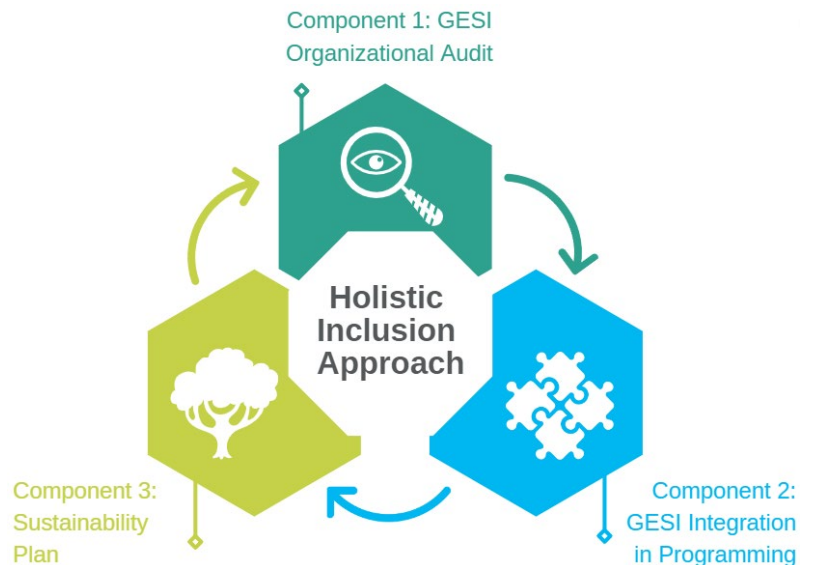 Component 1: GESI
Organizational Audit
Holistic
Inclusion
Approach
Component 3:
Sustainability
Plan
Component 2:
GESI Integration
in Programming